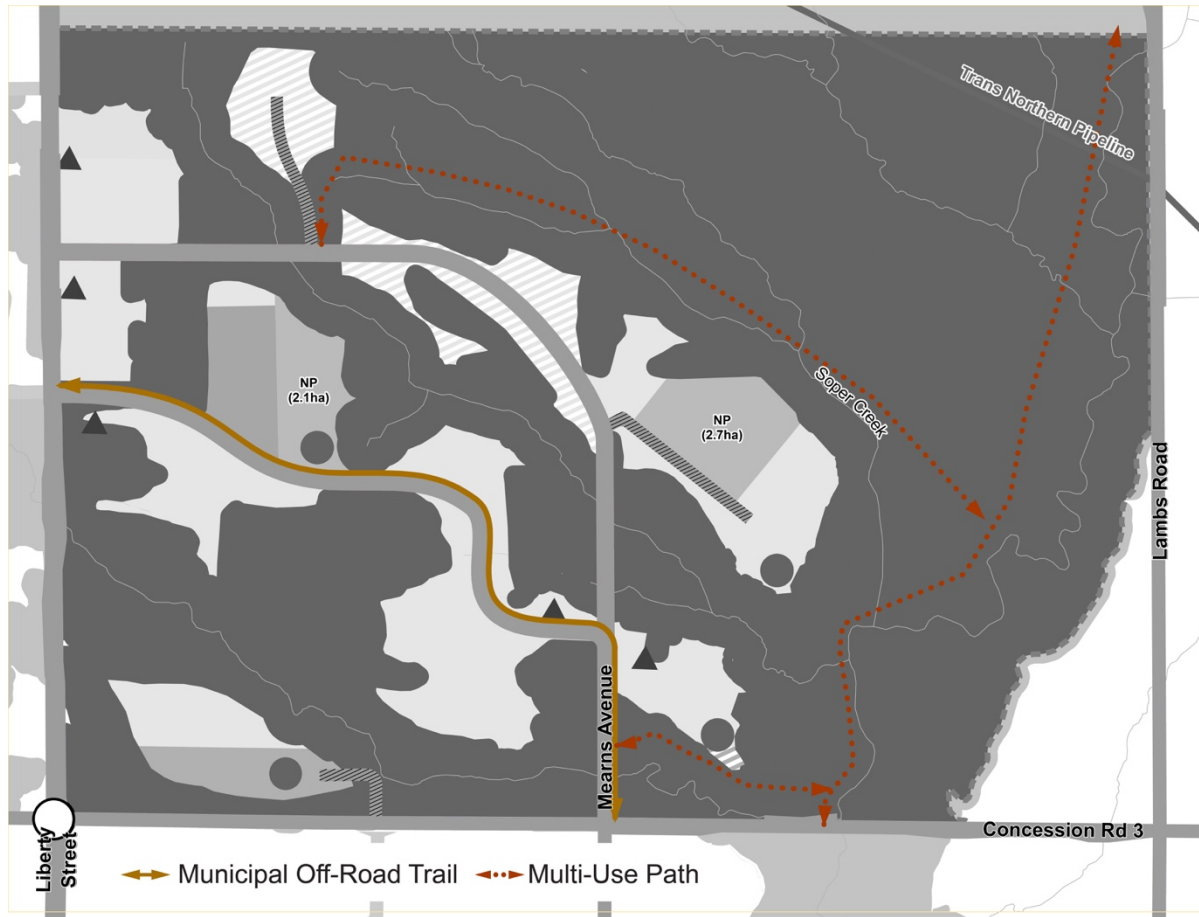 Trans Northern Pipeline
NP
(2.1ha)
NP
(2.7ha)
Soper Creek
Lambs Road
Mearns Avenue
Concession Rd 3
Liberty
Street
Municipal Off-Road Trail
Multi-Use Path